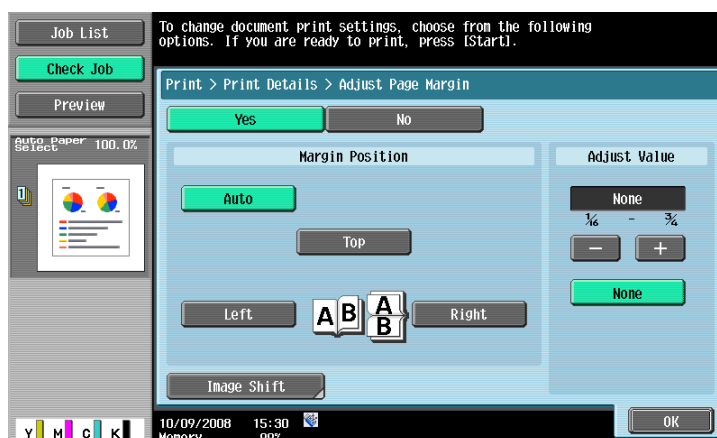 Job List
Check Job
Preview
Auto Paper Select 100.0%
1
To change document print settings, choose from the following
options. If you are ready to print, press [Start].
Print > Print Details > Adjust Page Margin
Yes
No
Margin Position
Auto
Top
Left
A B
A
B
Right
Image Shift
Adjust Value
None
1/16 - 3/4
− +
None
Y M C K
10/09/2008 15:30
Memory 00%
OK